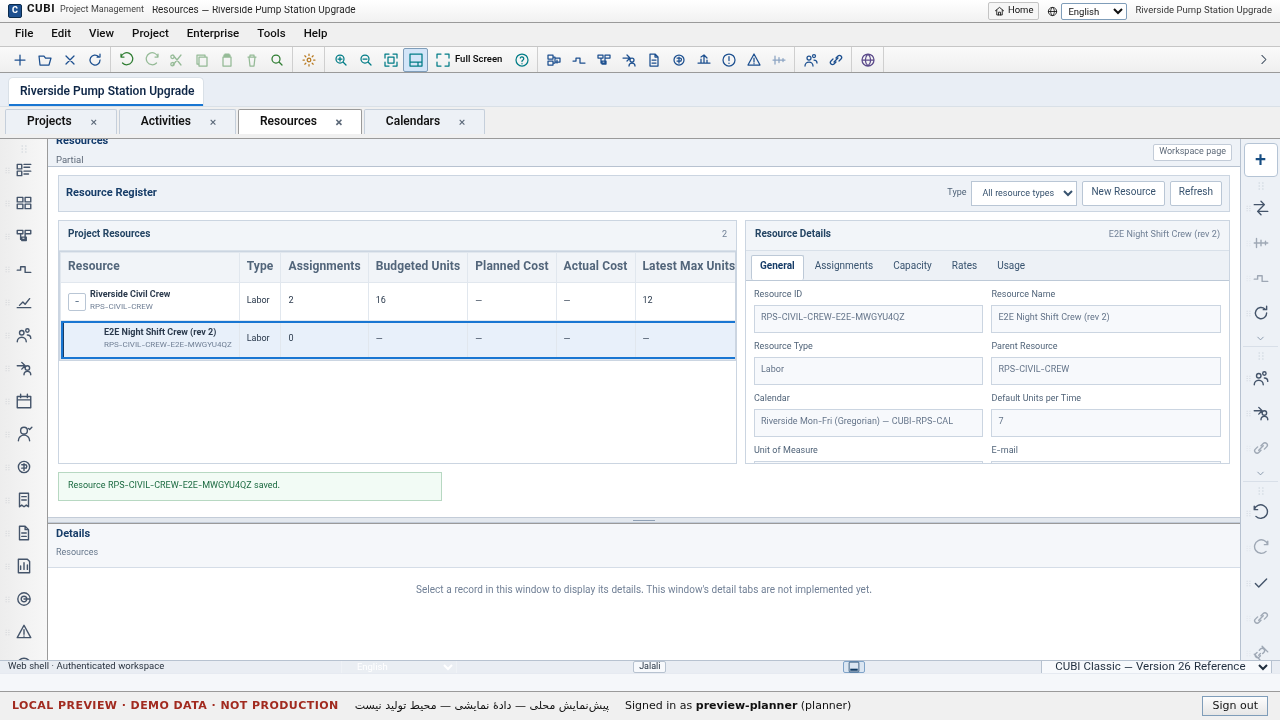 CUBI Project Management Resources — Riverside Pump Station Upgrade Home English Riverside Pump Station Upgrade
File Edit View Project Enterprise Tools Help
Full Screen
Riverside Pump Station Upgrade
Projects × Activities × Resources × Calendars ×
Resources
Partial
Workspace page
Resource Register Type All resource types New Resource Refresh
Project Resources 2
Resource Type Assignments Budgeted Units Planned Cost Actual Cost Latest Max Units
− Riverside Civil Crew Labor 2 16 — — 12
RPS-CIVIL-CREW
E2E Night Shift Crew (rev 2) Labor 0 — — — —
RPS-CIVIL-CREW-E2E-MWGYU4QZ
Resource Details E2E Night Shift Crew (rev 2)
General Assignments Capacity Rates Usage
Resource ID Resource Name
RPS-CIVIL-CREW-E2E-MWGYU4QZ E2E Night Shift Crew (rev 2)
Resource Type Parent Resource
Labor RPS-CIVIL-CREW
Calendar Default Units per Time
Riverside Mon-Fri (Gregorian) — CUBI-RPS-CAL 7
Unit of Measure E-mail
Resource RPS-CIVIL-CREW-E2E-MWGYU4QZ saved.
Details
Resources
Select a record in this window to display its details. This window's detail tabs are not implemented yet.
Web shell · Authenticated workspace English Jalali CUBI Classic — Version 26 Reference
LOCAL PREVIEW · DEMO DATA · NOT PRODUCTION پیش‌نمایش محلی — دادهٔ نمایشی — محیط تولید نیست Signed in as preview-planner (planner) Sign out